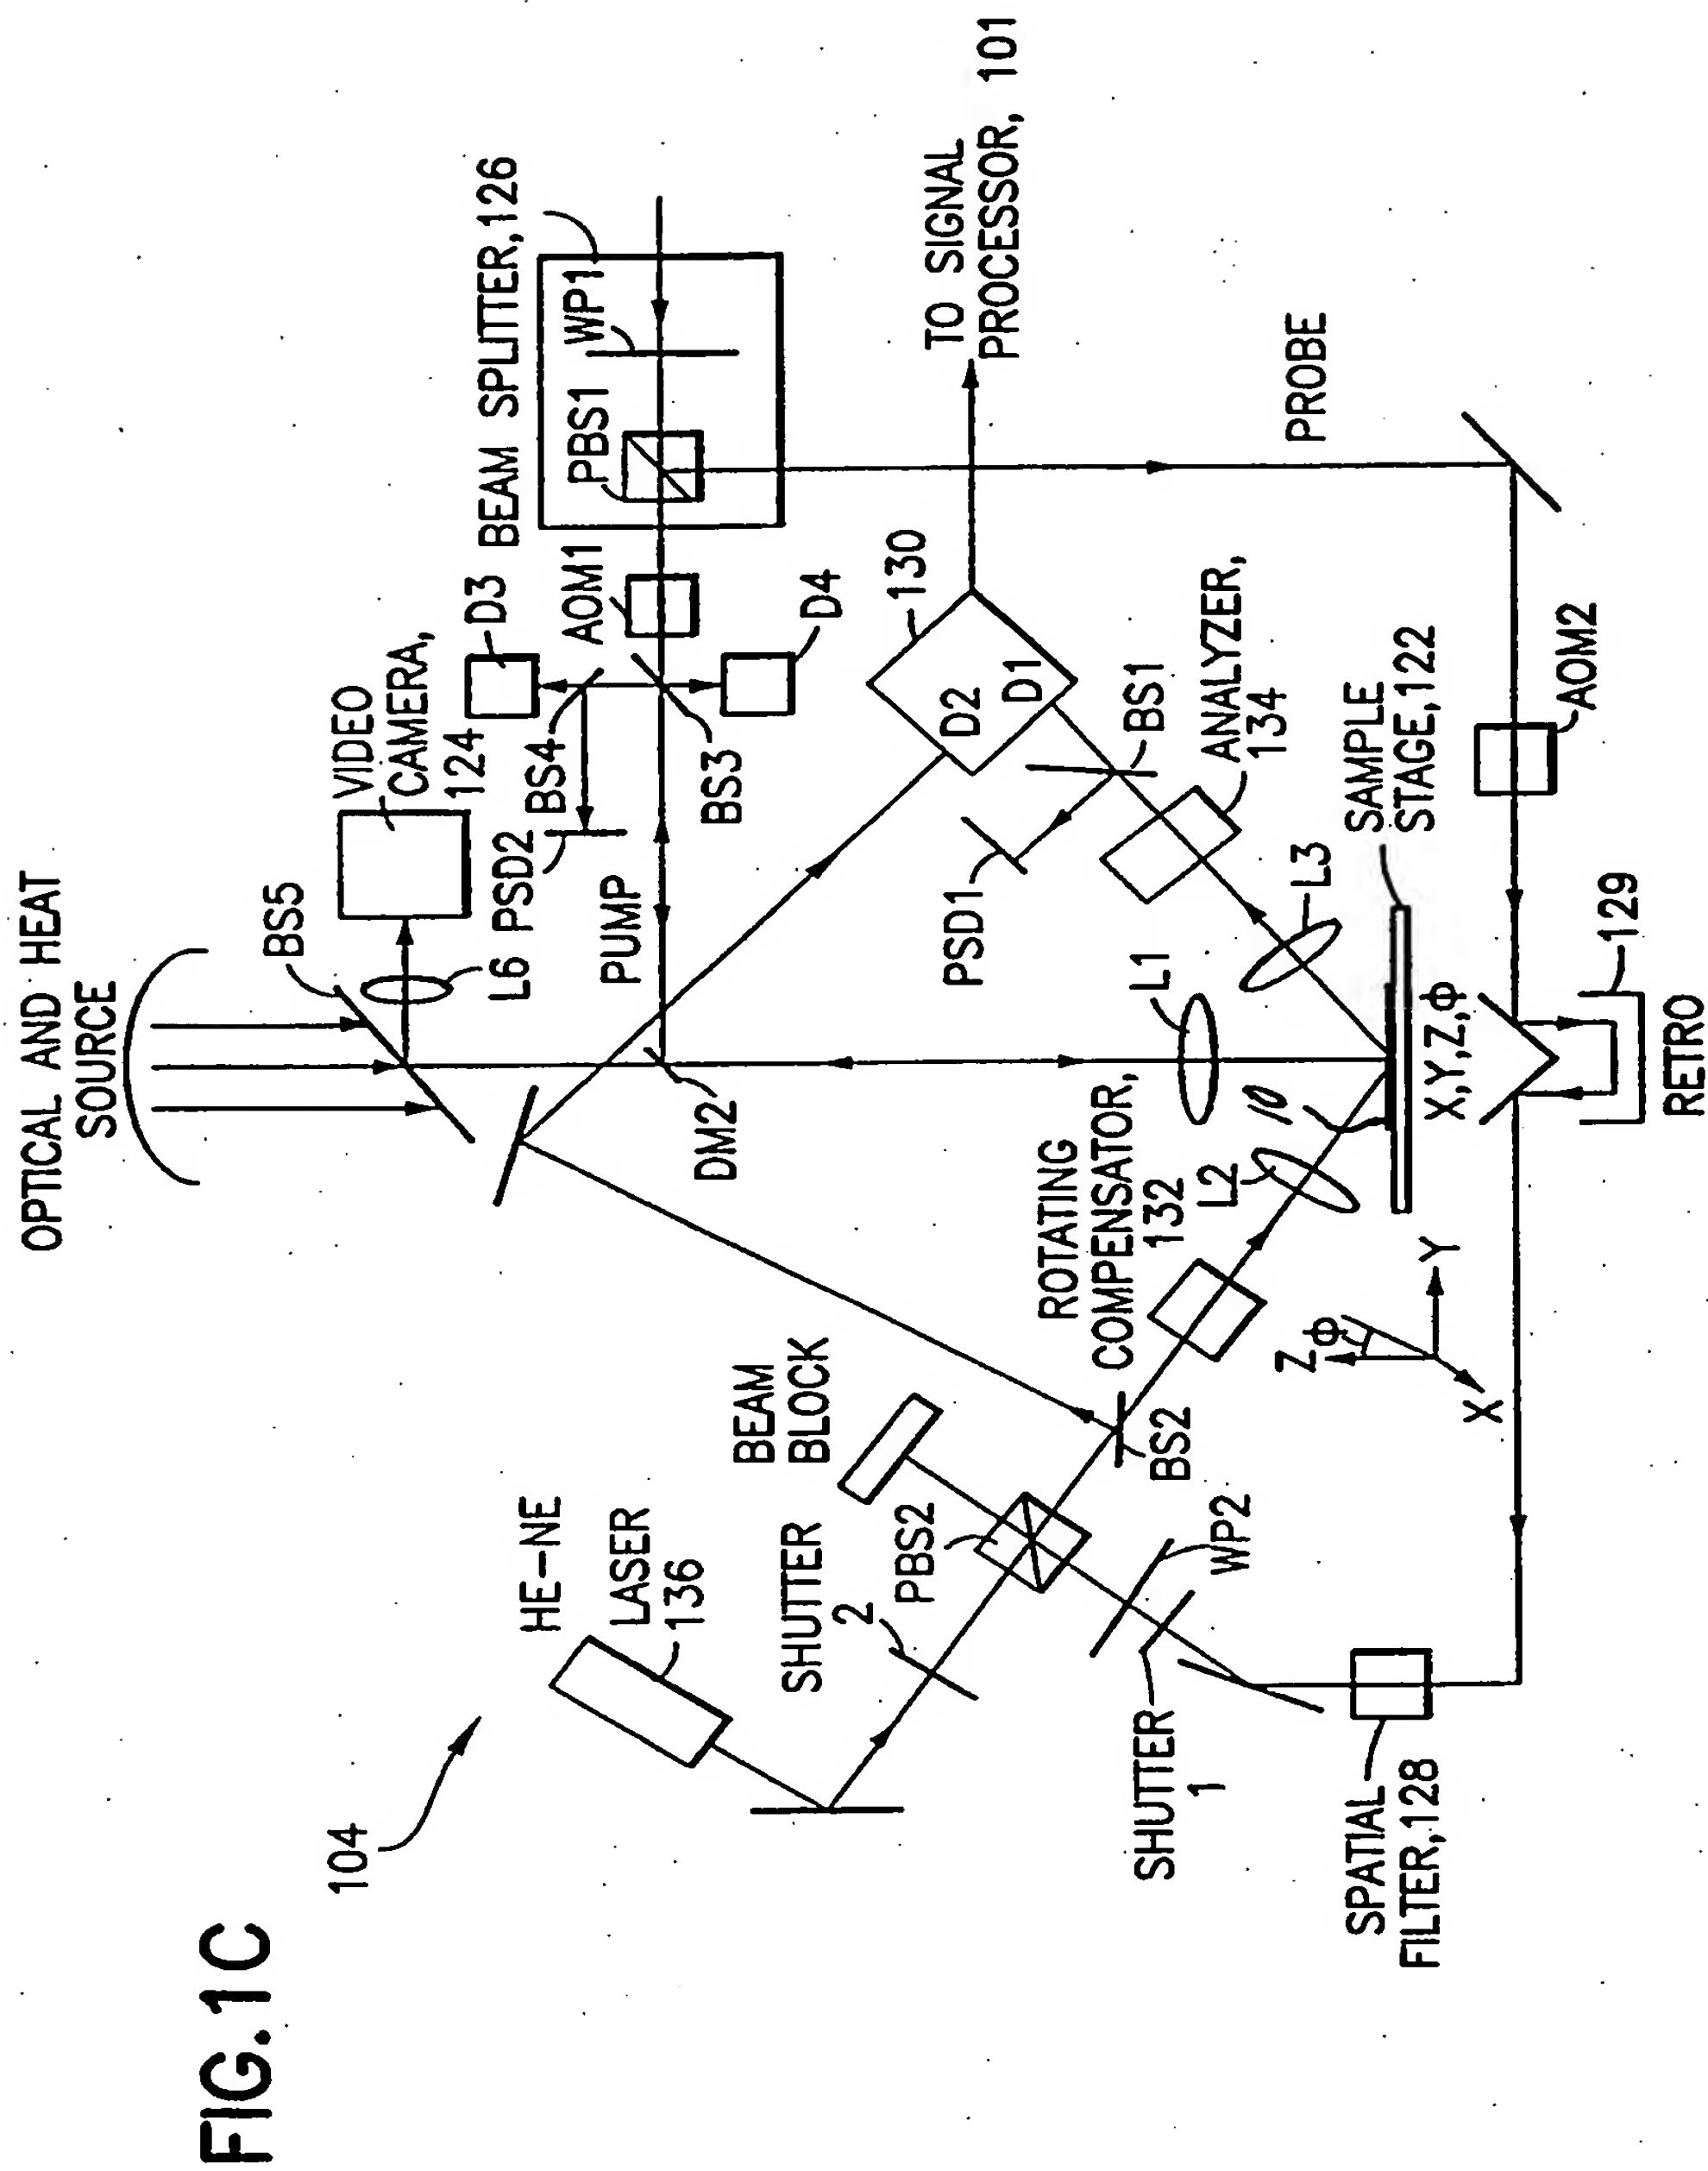 FIG.1C
104
OPTICAL AND HEAT
SOURCE
BS5
VIDEO
CAMERA,
124
L6
PSD2
BS4
D3
AOM1
BEAM SPLITTER,126
PBS1
WP1
PUMP
BS3
D4
DM2
130
D2
D1
TO SIGNAL
PROCESSOR, 101
PROBE
HE-NE
LASER
136
BEAM
BLOCK
SHUTTER
2
PBS2
BS2
ROTATING
COMPENSATOR,
132
L2
10
L1
PSD1
L3
BS1
ANALYZER,
134
SAMPLE
STAGE,122
AOM2
WP2
SHUTTER
1
SPATIAL
FILTER,128
Z
Φ
Y
X
X,Y,Z,Φ
129
RETRO